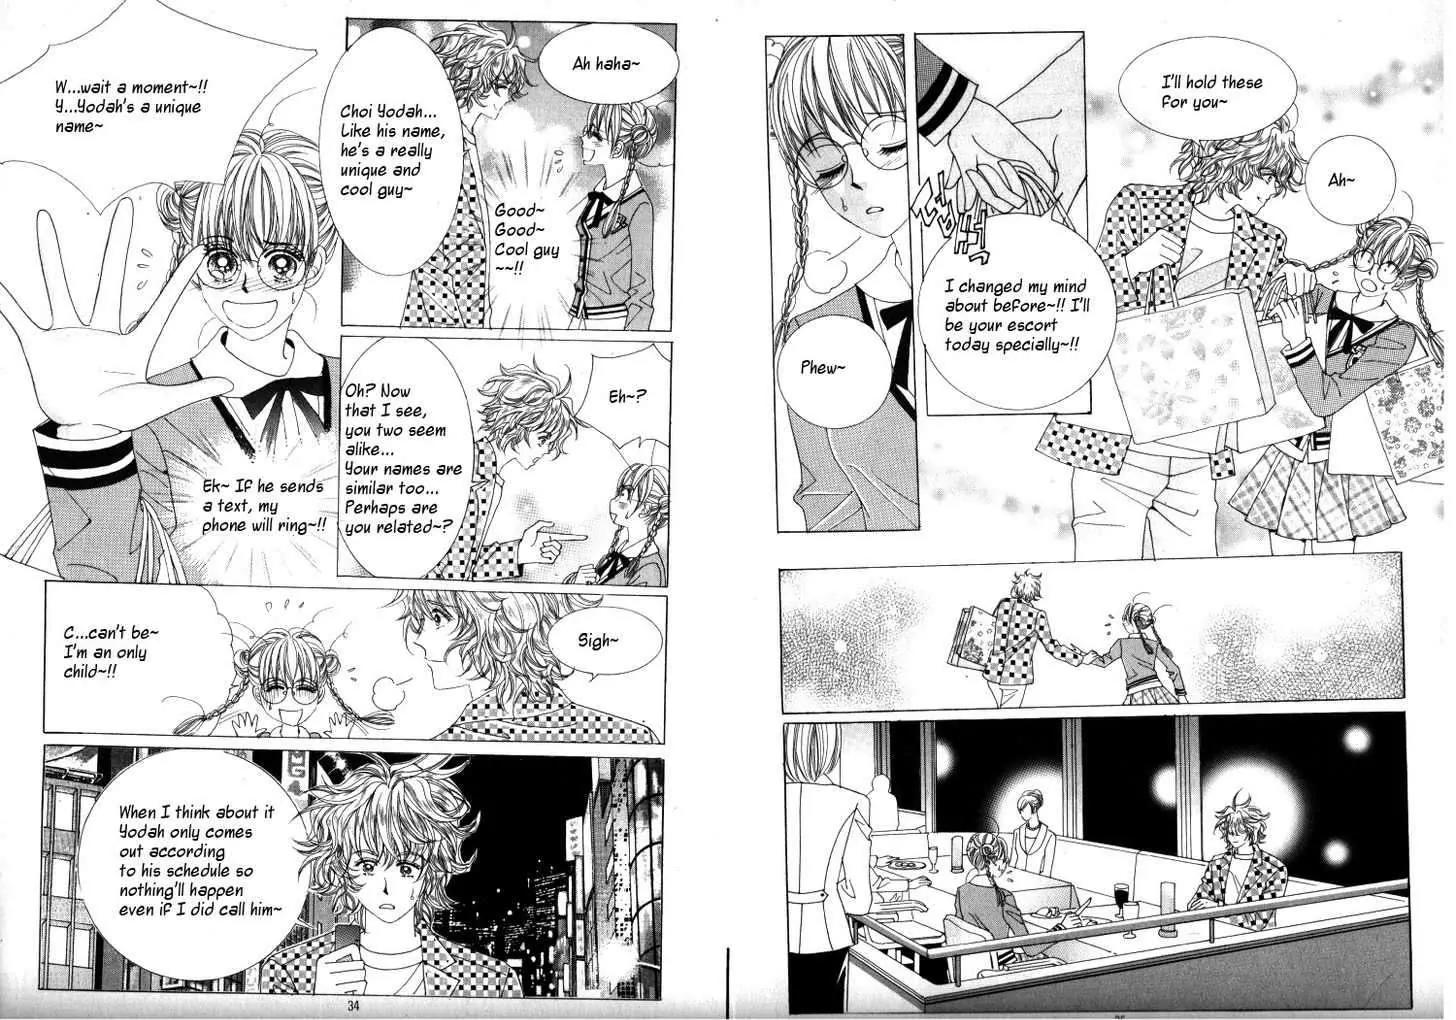 W...wait a moment~!!
Y...Yodah's a unique
name~
Choi Yodah...
Like his name,
he's a really
unique and
cool guy~
Ah haha~
Good~
Good~
Cool guy
~~!!
Ek~ If he sends
a text, my
phone will ring~!!
Oh? Now
that I see,
you two seem
alike...
Your names are
similar too...
Perhaps are
you related~?
Eh~?
C...can't be~
I'm an only
child~!!
Sigh~
When I think about it
Yodah only comes
out according
to his schedule so
nothing'll happen
even if I did call him~
34
Phew~
I changed my mind
about before~!! I'll
be your escort
today specially~!!
I'll hold these
for you~
Ah~